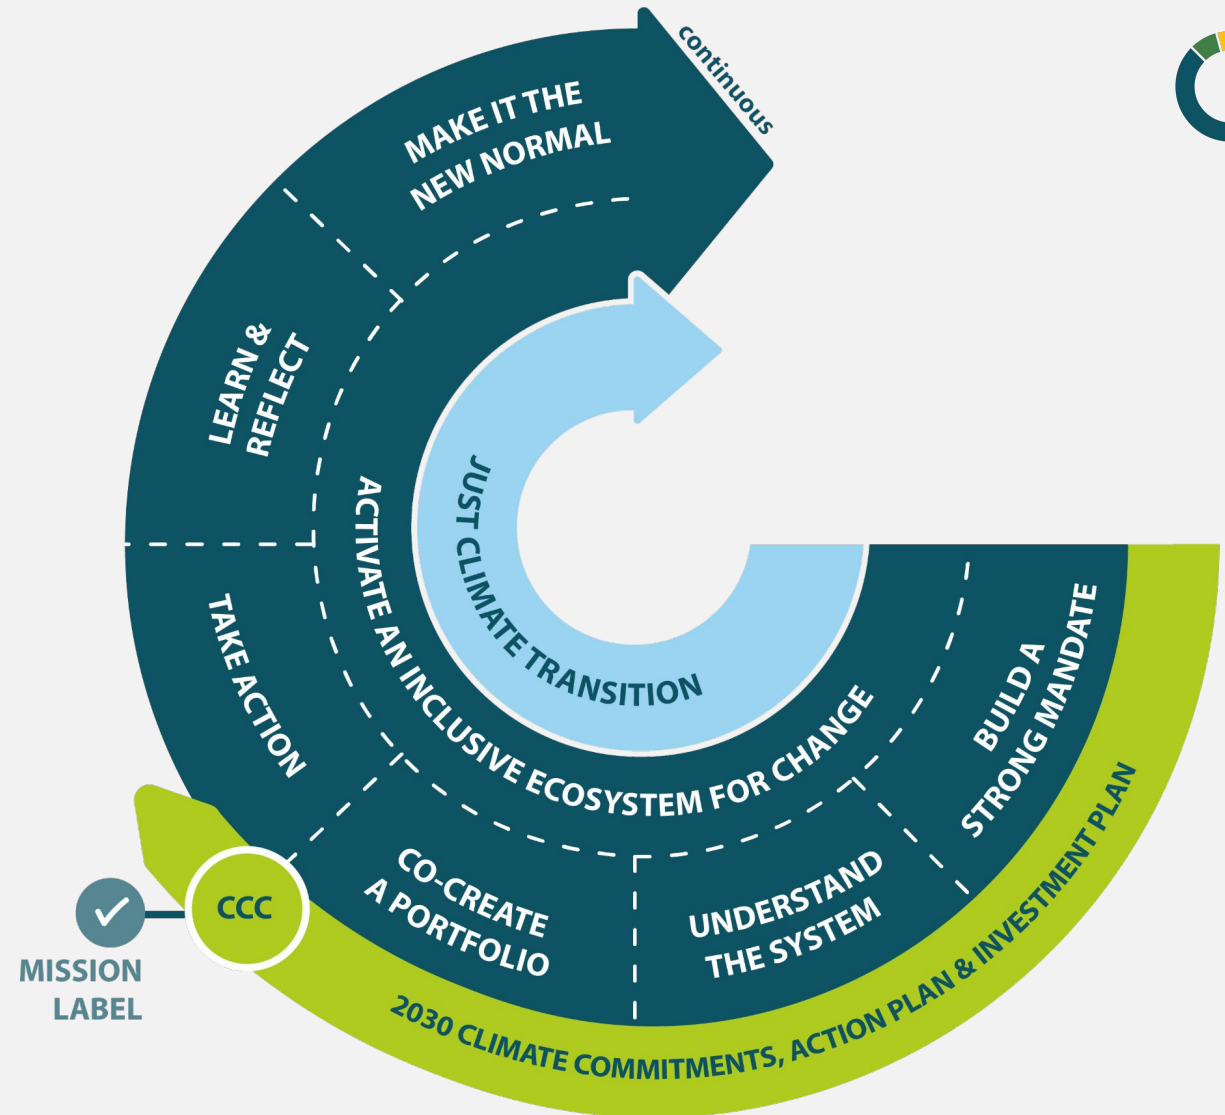 continuous
MAKE IT THE
NEW NORMAL
LEARN &
REFLECT
TAKE ACTION
CO-CREATE
A PORTFOLIO
UNDERSTAND
THE SYSTEM
BUILD A
STRONG MANDATE
ACTIVATE AN INCLUSIVE ECOSYSTEM FOR CHANGE
JUST CLIMATE TRANSITION
2030 CLIMATE COMMITMENTS, ACTION PLAN & INVESTMENT PLAN
CCC
MISSION
LABEL